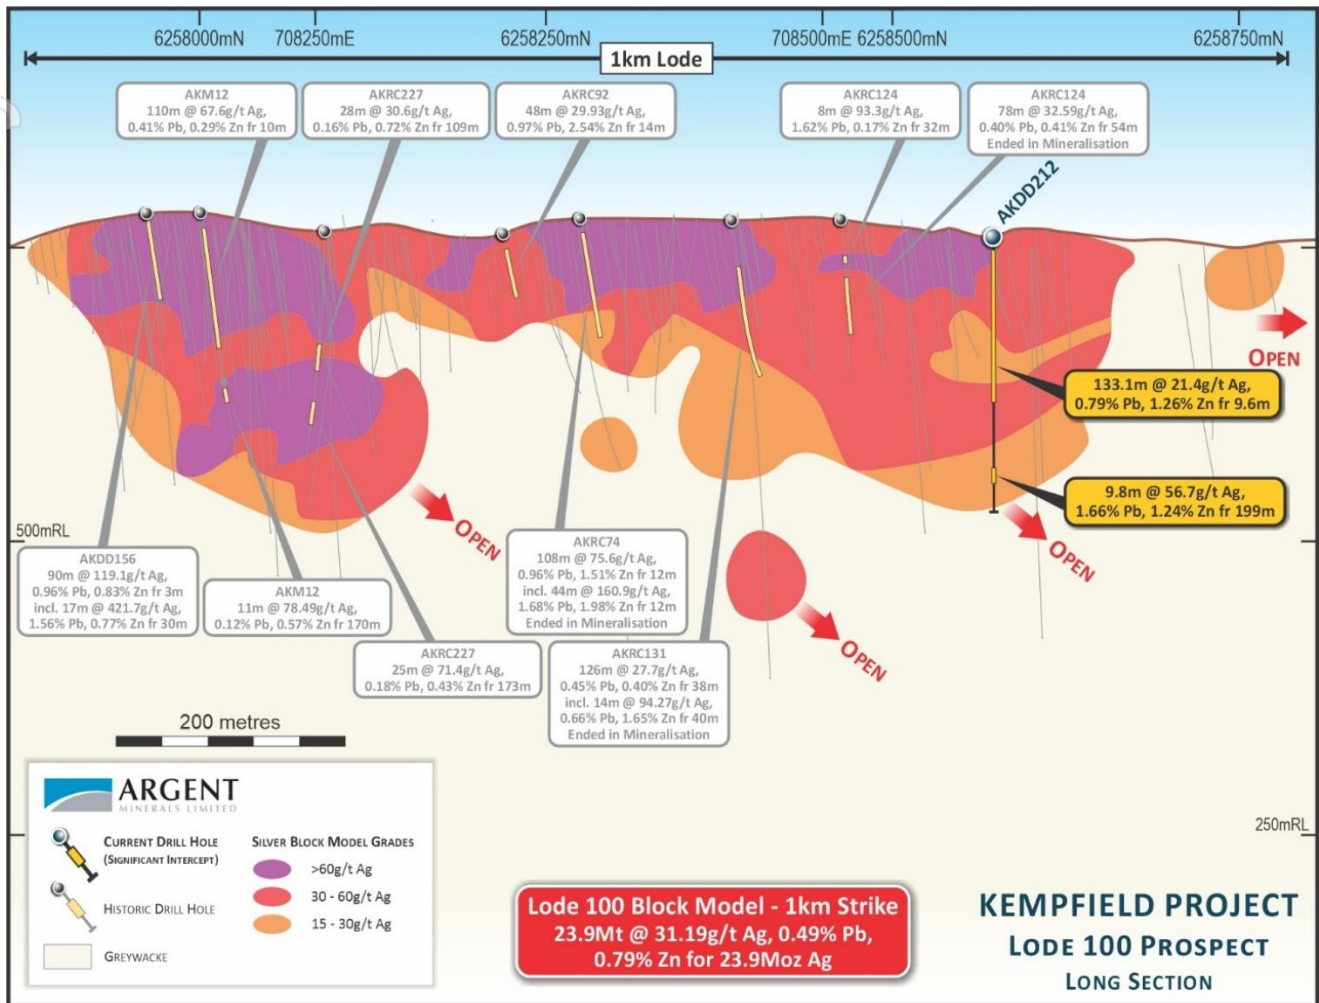 6258000mN
708250mE
6258250mN
708500mE
6258500mN
6258750mN
1km Lode
AKM12
110m @ 67.6g/t Ag,
0.41% Pb, 0.29% Zn fr 10m
AKRC227
28m @ 30.6g/t Ag,
0.16% Pb, 0.72% Zn fr 109m
AKRC92
48m @ 29.93g/t Ag,
0.97% Pb, 2.54% Zn fr 14m
AKRC124
8m @ 93.3g/t Ag,
1.62% Pb, 0.17% Zn fr 32m
AKRC124
78m @ 32.59g/t Ag,
0.40% Pb, 0.41% Zn fr 54m
Ended in Mineralisation
AKDD212
OPEN
133.1m @ 21.4g/t Ag,
0.79% Pb, 1.26% Zn fr 9.6m
9.8m @ 56.7g/t Ag,
1.66% Pb, 1.24% Zn fr 199m
OPEN
OPEN
OPEN
500mRL
AKDD156
90m @ 119.1g/t Ag,
0.96% Pb, 0.83% Zn fr 3m
incl. 17m @ 421.7g/t Ag,
1.56% Pb, 0.77% Zn fr 30m
AKM12
11m @ 78.49g/t Ag,
0.12% Pb, 0.57% Zn fr 170m
AKRC227
25m @ 71.4g/t Ag,
0.18% Pb, 0.43% Zn fr 173m
AKRC74
108m @ 75.6g/t Ag,
0.96% Pb, 1.51% Zn fr 12m
incl. 44m @ 160.9g/t Ag,
1.68% Pb, 1.98% Zn fr 12m
Ended in Mineralisation
AKRC131
126m @ 27.7g/t Ag,
0.45% Pb, 0.40% Zn fr 38m
incl. 14m @ 94.27g/t Ag,
0.66% Pb, 1.65% Zn fr 40m
Ended in Mineralisation
200 metres
250mRL
ARGENT
MINERALS LIMITED
CURRENT DRILL HOLE
(SIGNIFICANT INTERCEPT)
HISTORIC DRILL HOLE
GREYWACKE
SILVER BLOCK MODEL GRADES
>60g/t Ag
30 - 60g/t Ag
15 - 30g/t Ag
Lode 100 Block Model - 1km Strike
23.9Mt @ 31.19g/t Ag, 0.49% Pb,
0.79% Zn for 23.9Moz Ag
KEMPFIELD PROJECT
LODE 100 PROSPECT
LONG SECTION